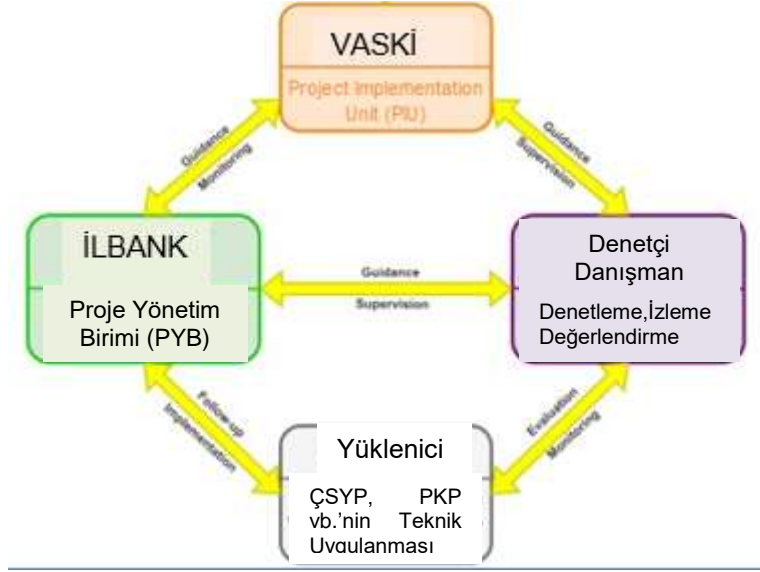 VASKİ
Project Implementation
Unit (PIU)
Guidance
Monitoring
Guidance
Supervision
İLBANK
Proje Yönetim
Birimi (PYB)
Guidance
Supervision
Denetçi
Danışman
Denetleme,İzleme
Değerlendirme
Follow-up
Implementation
Evaluation
Monitoring
Yüklenici
ÇSYP, PKP
vb.'nin Teknik
Uygulanması